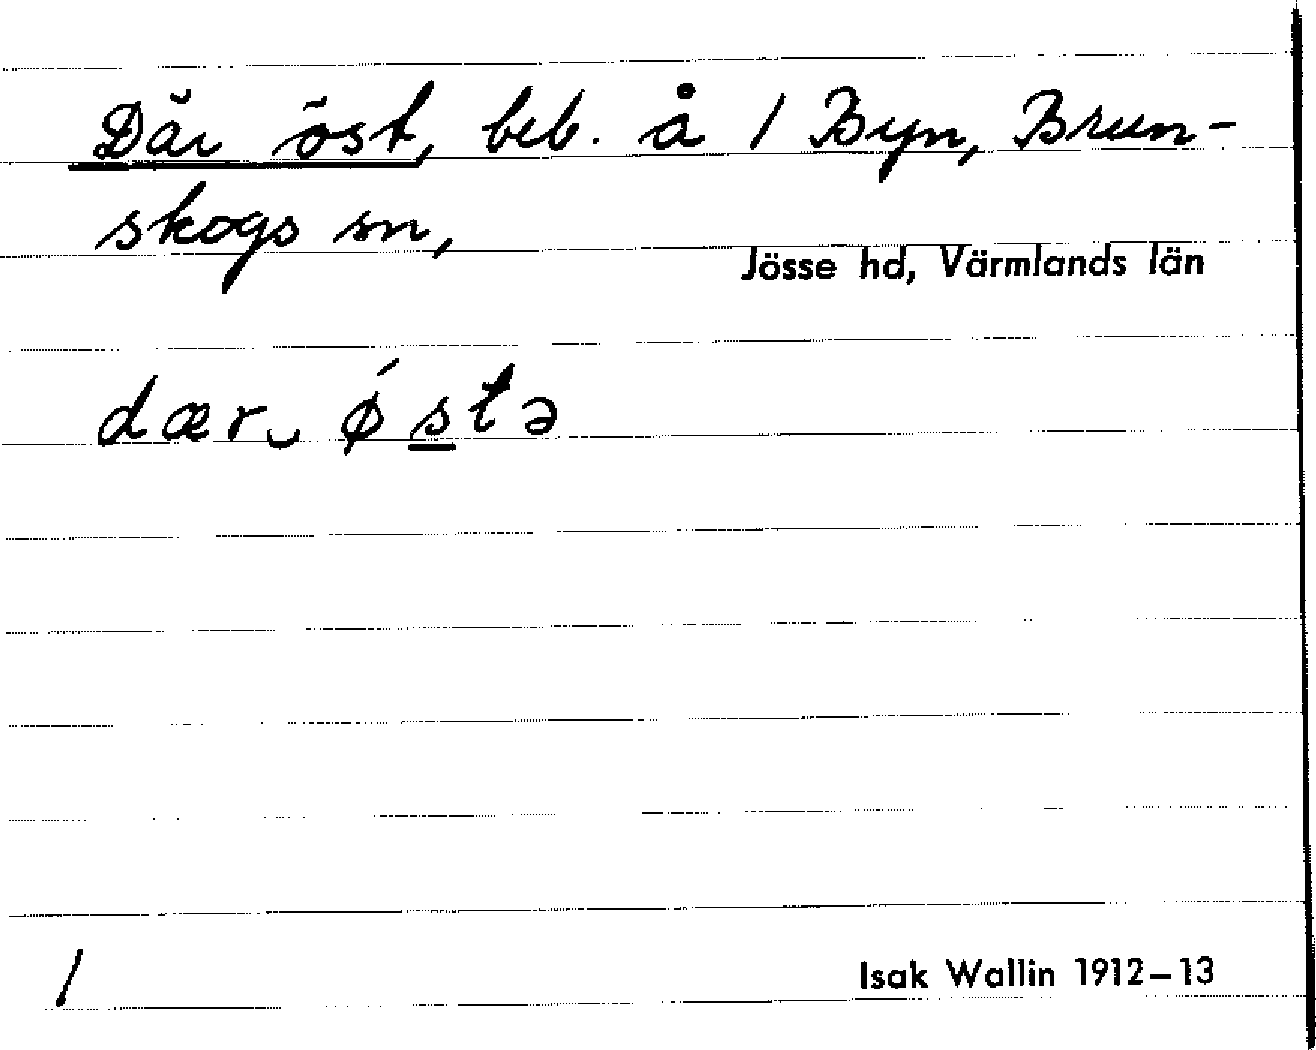 Där öst, beb. å 1 Byn, Brun-
skogs sn,
Jösse hd, Värmlands län
dær‿ ǿstə
1
Isak Wallin 1912–13